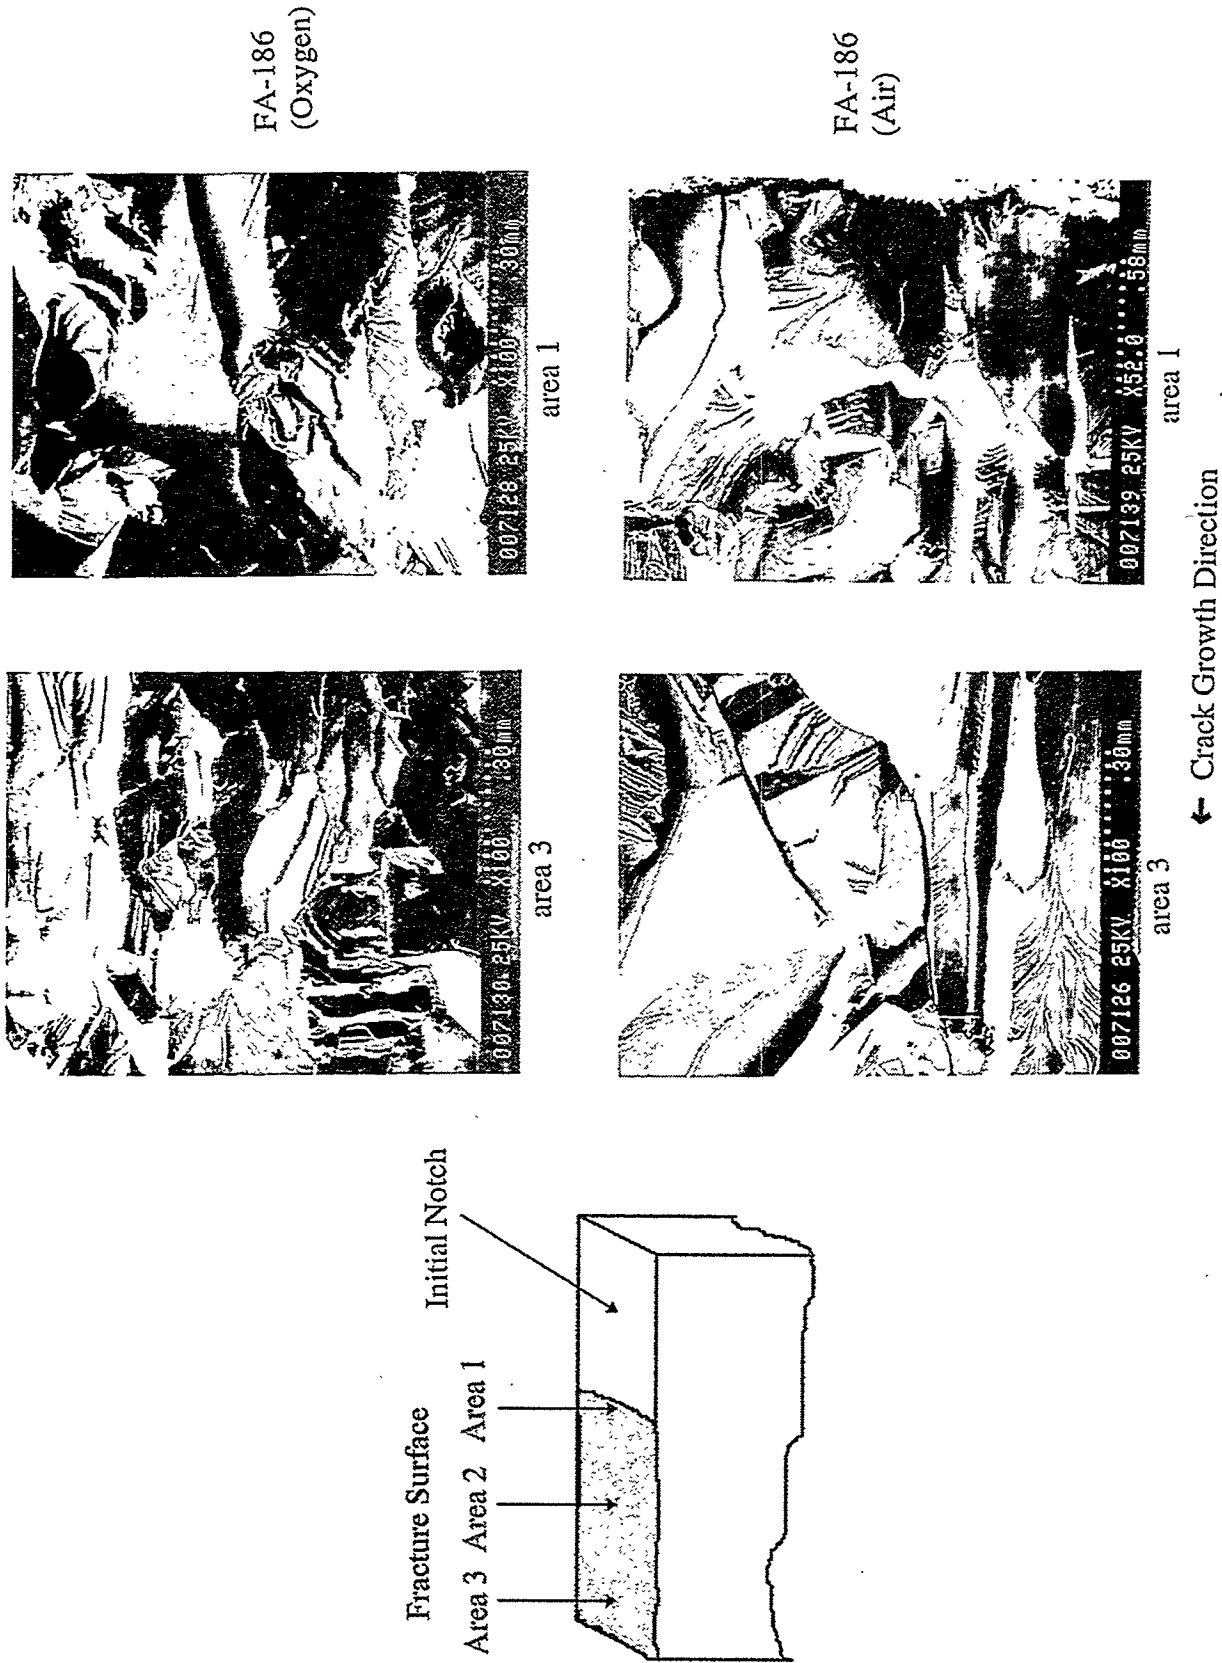 Fracture Surface
Area 3 Area 2 Area 1
Initial Notch
007130 25KV X100 .30mm
area 3
007128 25KV X100 .30mm
area 1
FA-186
(Oxygen)
007126 25KV X100 .30mm
area 3
007139 25KV X52.0 .58mm
area 1
FA-186
(Air)
← Crack Growth Direction